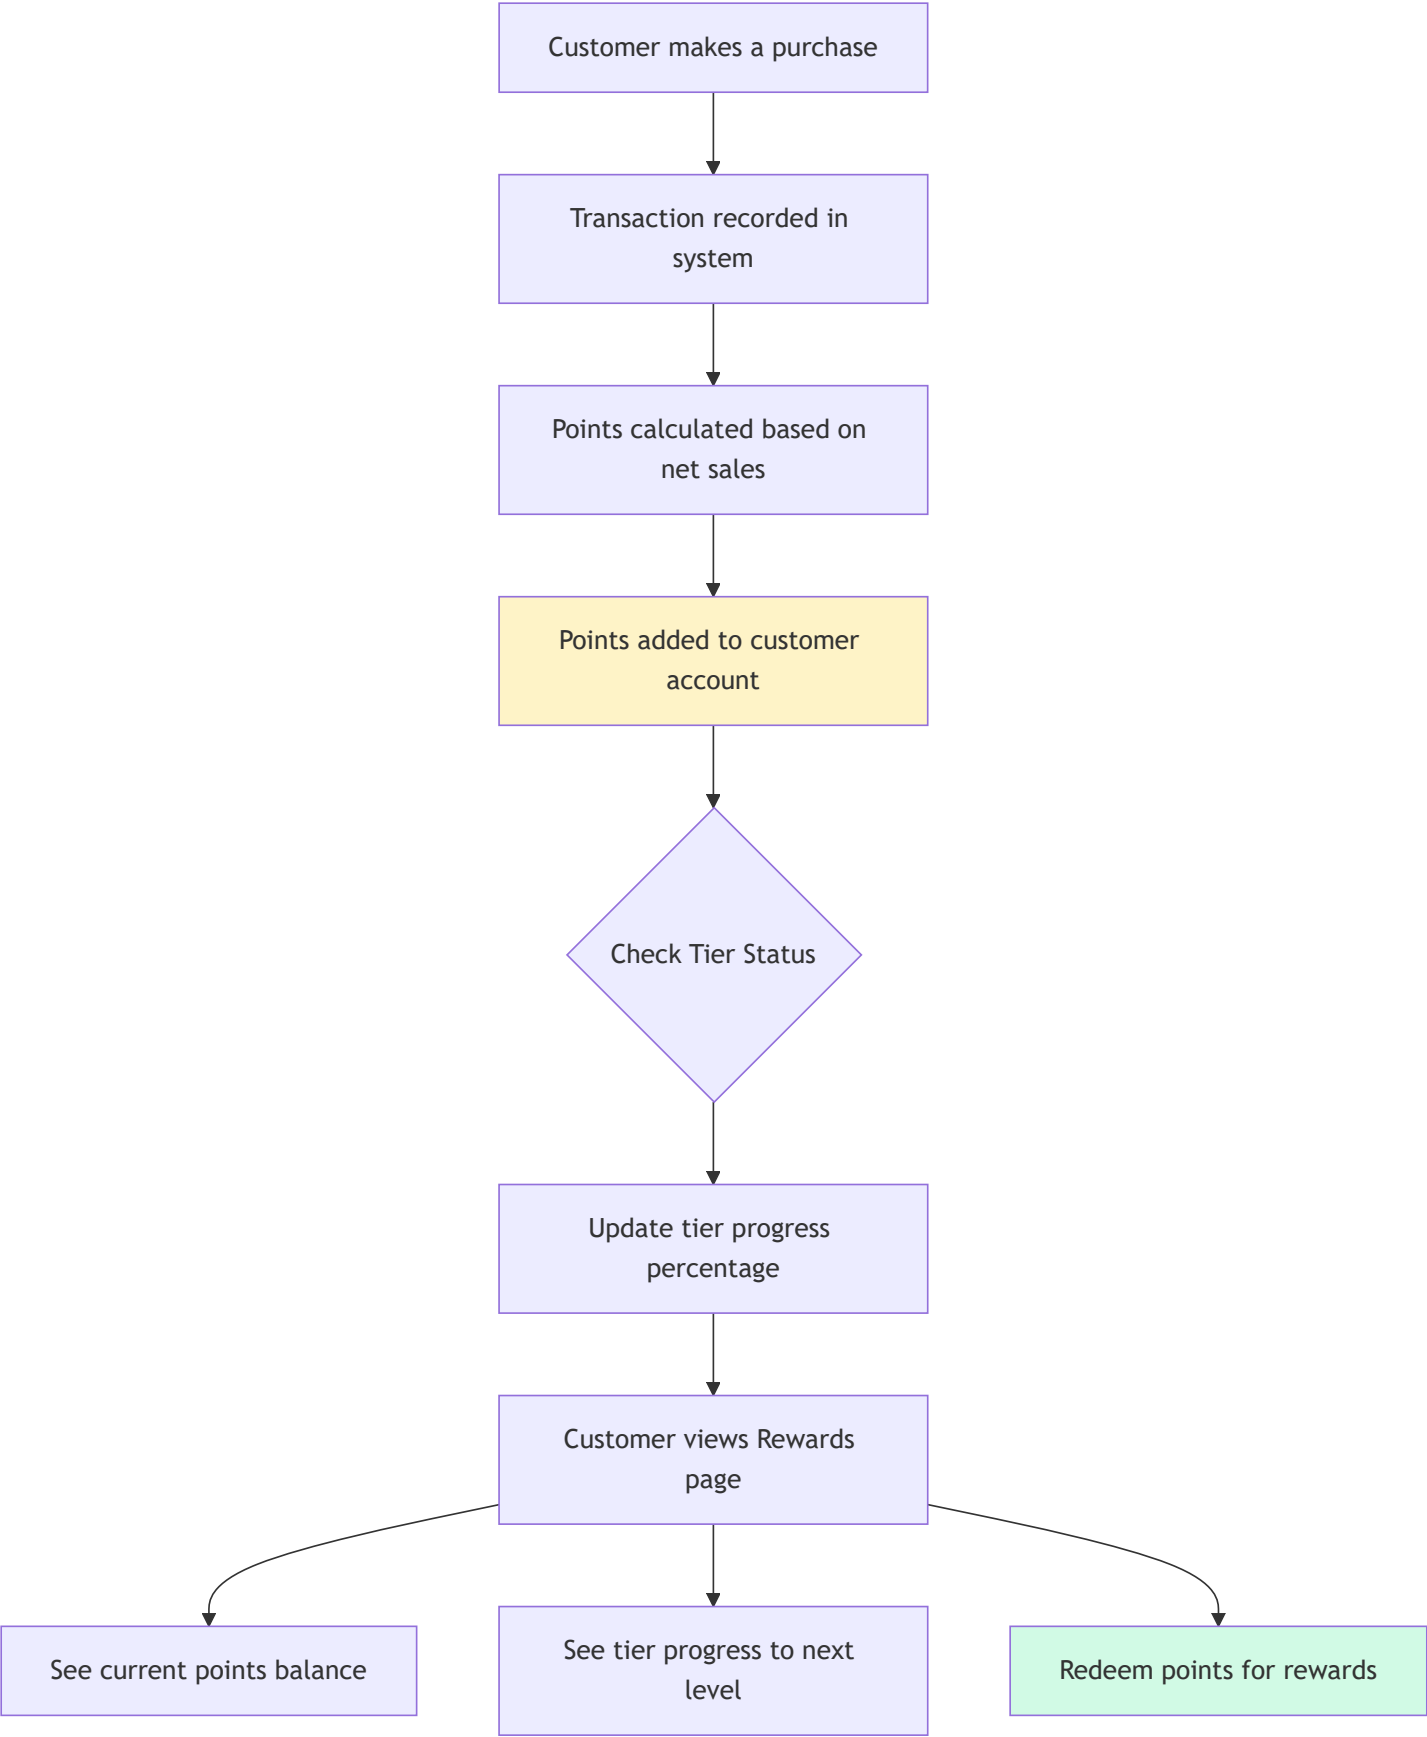 Customer makes a purchase
Transaction recorded in
system
Points calculated based on
net sales
Points added to customer
account
Check Tier Status
Update tier progress
percentage
Customer views Rewards
page
See current points balance
See tier progress to next
level
Redeem points for rewards